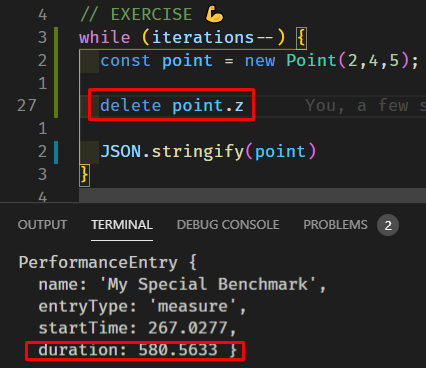 4 // EXERCISE 💪
3 while (iterations--) {
2 const point = new Point(2,4,5);
1
27 delete point.z You, a few s
1
2 JSON.stringify(point)
3 }
4
OUTPUT TERMINAL DEBUG CONSOLE PROBLEMS 2
PerformanceEntry {
name: 'My Special Benchmark',
entryType: 'measure',
startTime: 267.0277,
duration: 580.5633 }